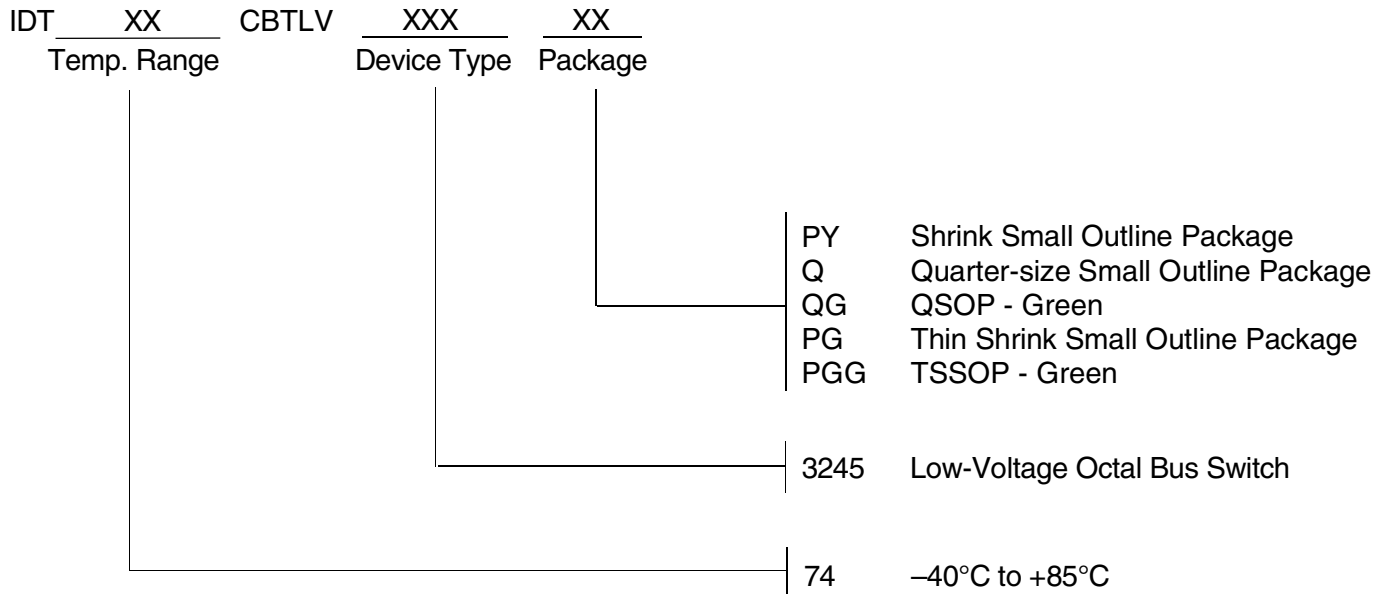 IDT XX CBTLV XXX XX
Temp. Range Device Type Package
PY Shrink Small Outline Package
Q Quarter-size Small Outline Package
QG QSOP - Green
PG Thin Shrink Small Outline Package
PGG TSSOP - Green
3245 Low-Voltage Octal Bus Switch
74 –40°C to +85°C